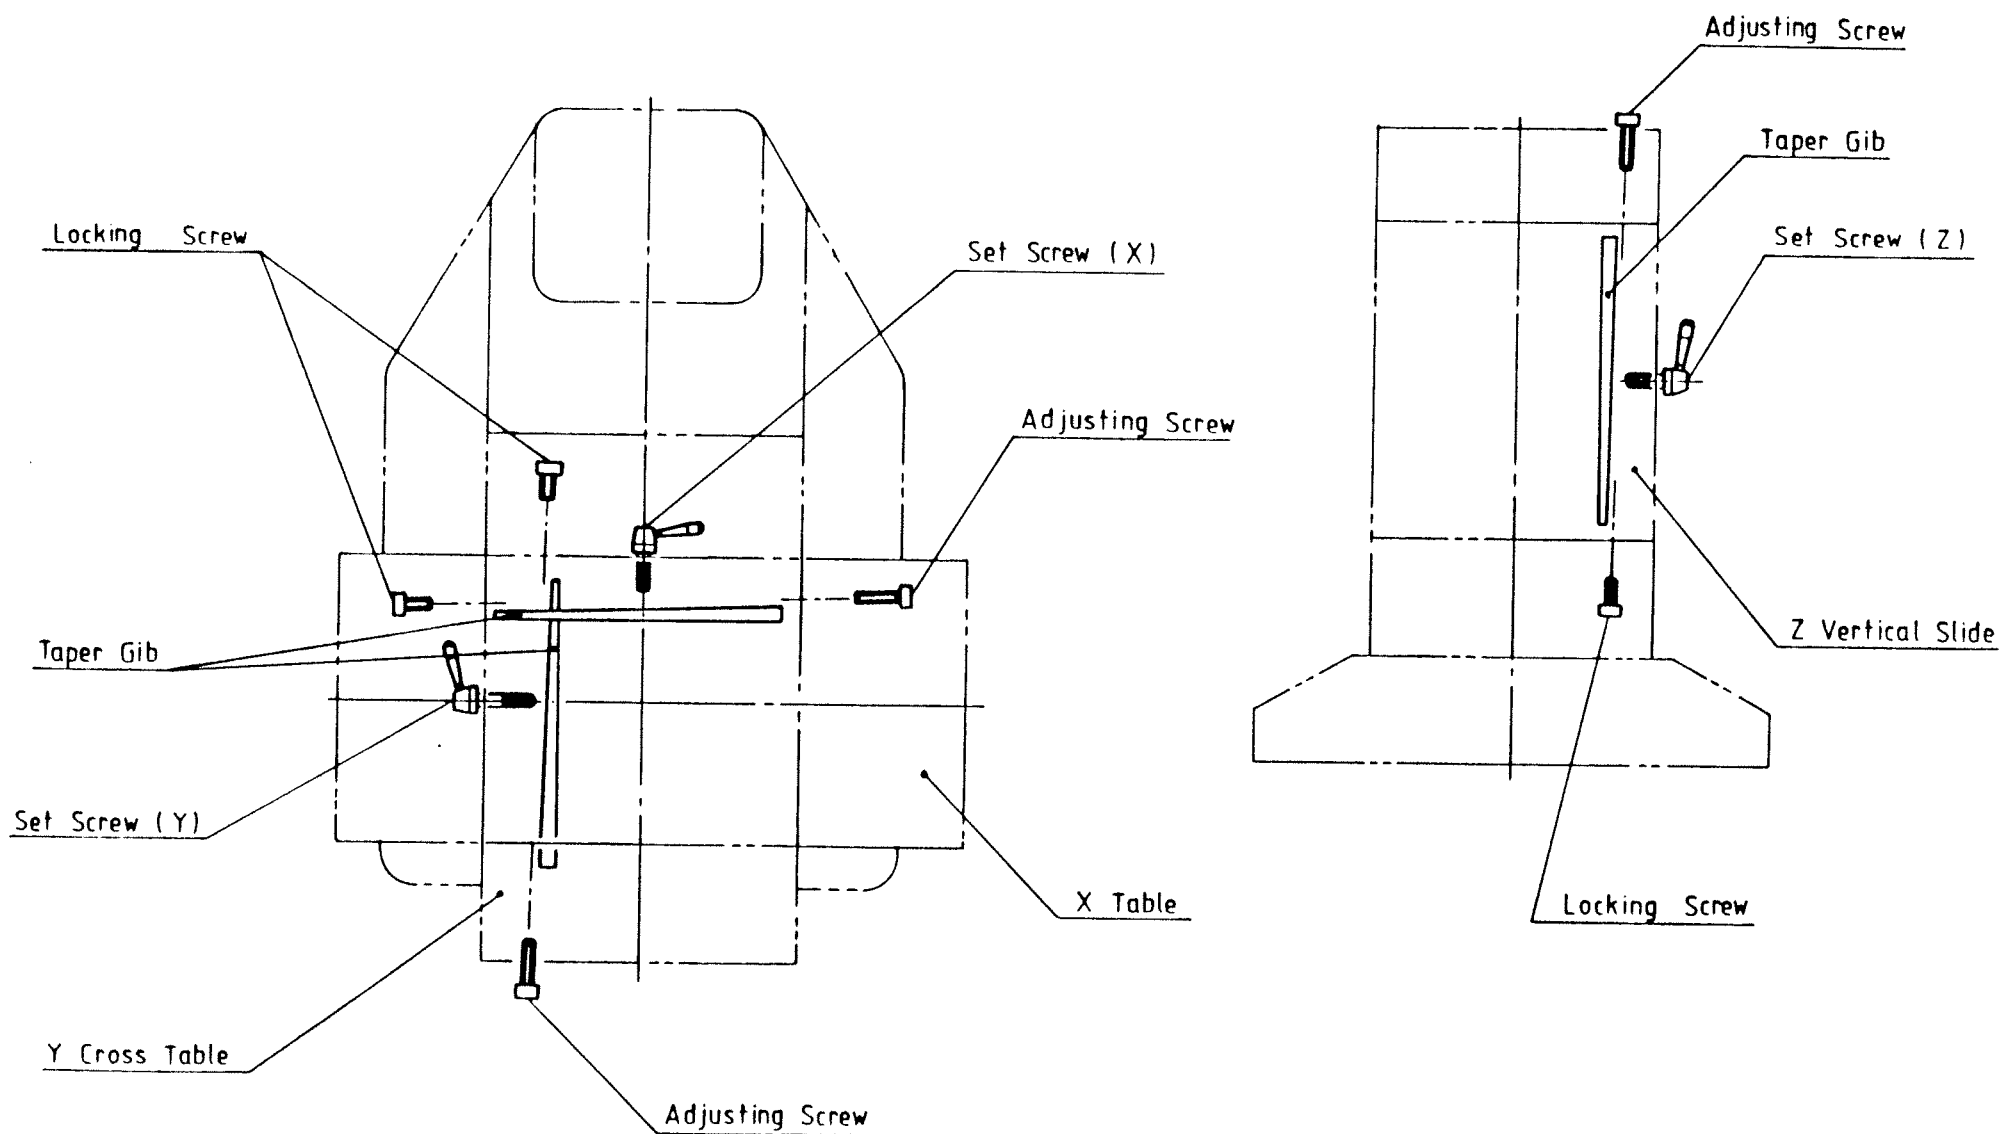 Adjusting Screw
Taper Gib
Locking Screw
Set Screw (X)
Set Screw (Z)
Adjusting Screw
Taper Gib
Z Vertical Slide
Set Screw (Y)
X Table
Locking Screw
Y Cross Table
Adjusting Screw